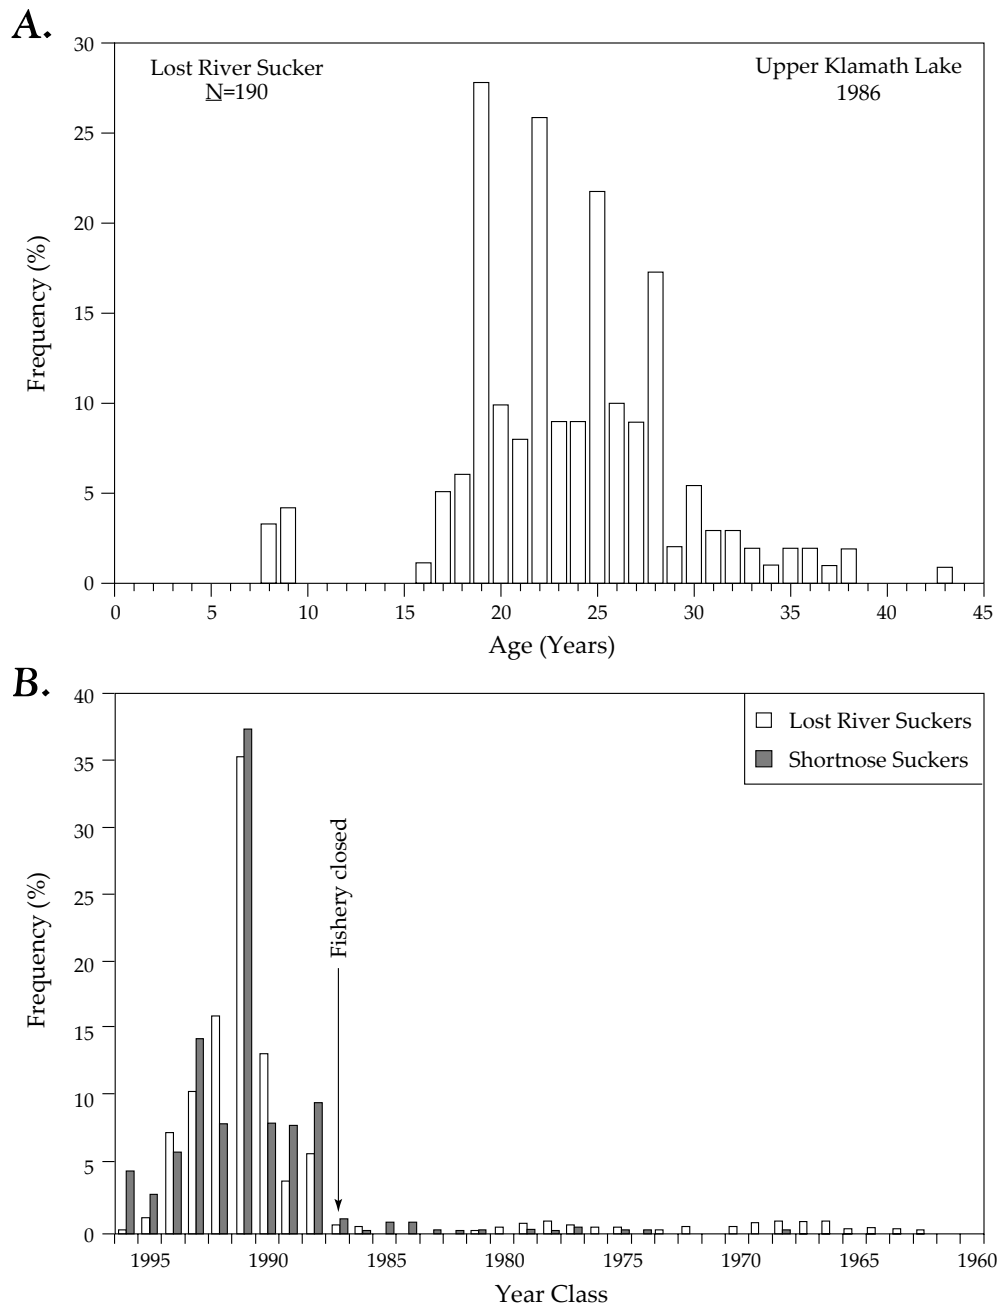 A.
Lost River Sucker
N=190
Upper Klamath Lake
1986
30
25
20
15
10
5
0
Frequency (%)
0 5 10 15 20 25 30 35 40 45
Age (Years)
B.
40
35
30
25
20
15
10
5
0
Frequency (%)
Lost River Suckers
Shortnose Suckers
Fishery closed
1995 1990 1985 1980 1975 1970 1965 1960
Year Class